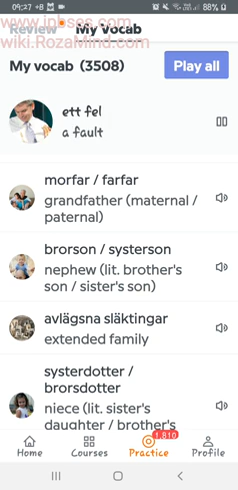 09:27
88%
www.inbses.com
Review
My Vocab
wiki.RozaMind.com
My vocab (3508)
Play all
ett fel
a fault
morfar / farfar
grandfather (maternal /
paternal)
brorson / systerson
nephew (lit. brother's
son / sister's son)
avlägsna släktingar
extended family
systerdotter /
brorsdotter
niece (lit. sister's
daughter / brother's
1,810
Home
Courses
Practice
Profile